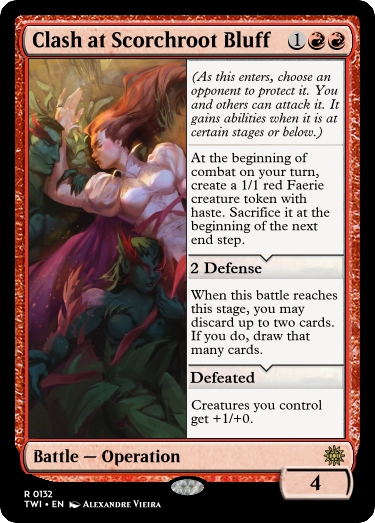 Clash at Scorchroot Bluff 1
(As this enters, choose an
opponent to protect it. You
and others can attack it. It
gains abilities when it is at
certain stages or below.)
At the beginning of
combat on your turn,
create a 1/1 red Faerie
creature token with
haste. Sacrifice it at the
beginning of the next
end step.
2 Defense
When this battle reaches
this stage, you may
discard up to two cards.
If you do, draw that
many cards.
Defeated
Creatures you control
get +1/+0.
Battle — Operation
4
R 0132
TWI • EN Alexandre Vieira